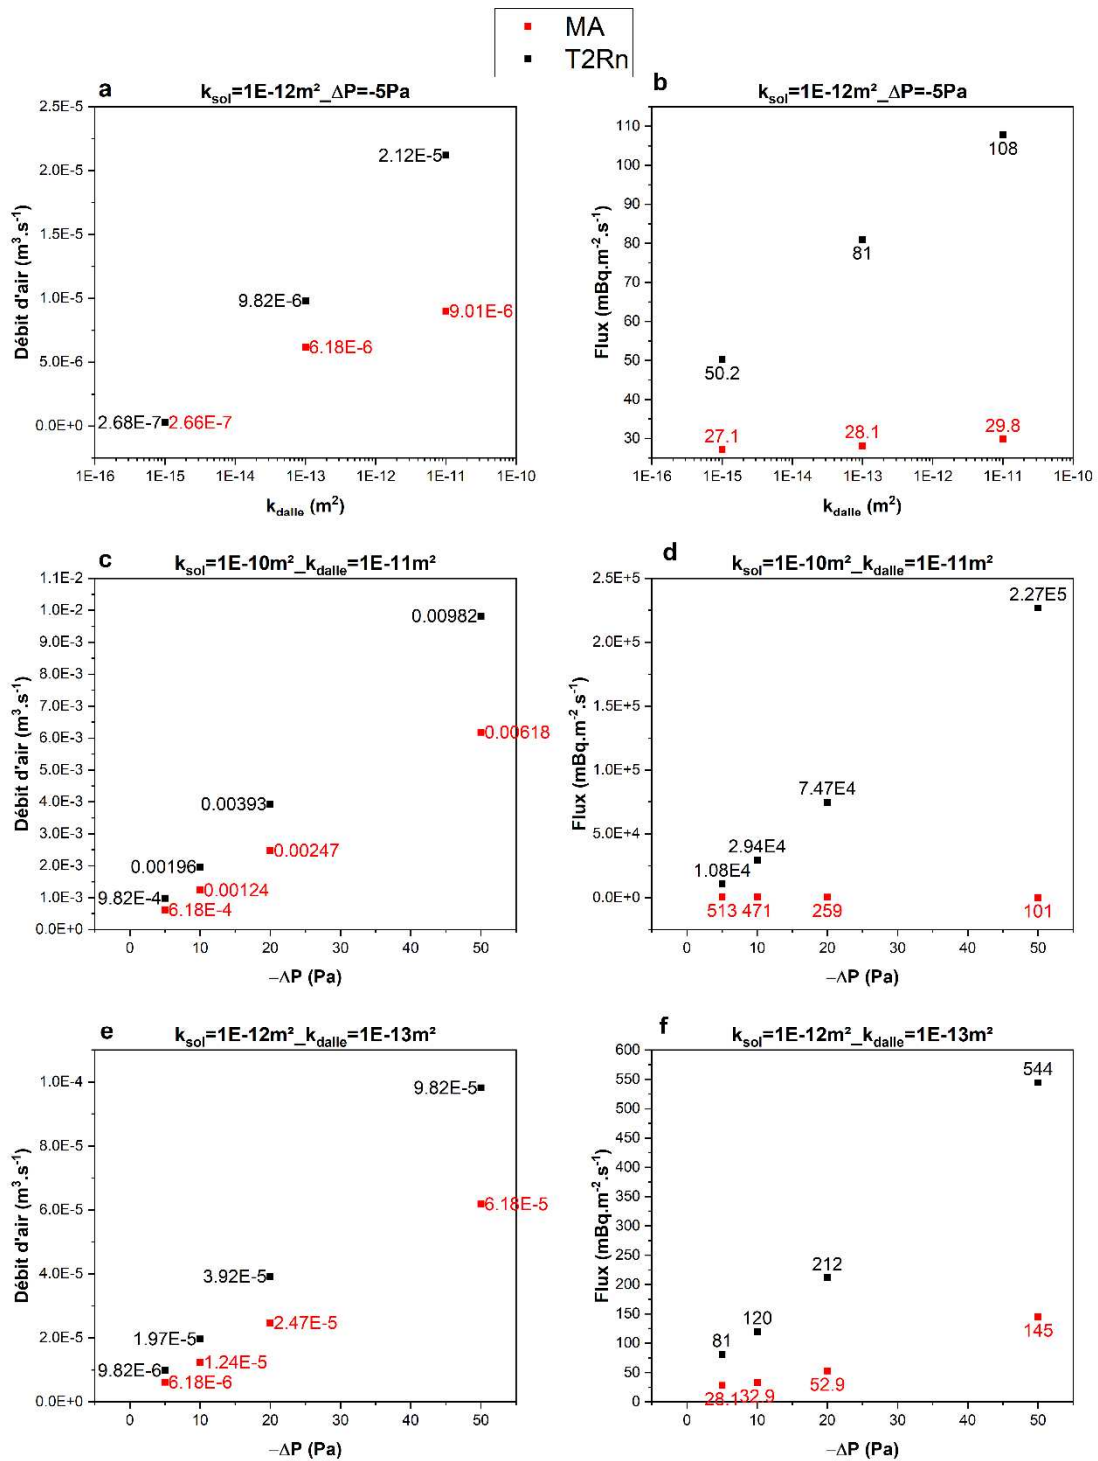 MA
T2Rn
a
k_sol=1E-12m²_ΔP=-5Pa
2.5E-5
2.0E-5
1.5E-5
1.0E-5
5.0E-6
0.0E+0
Débit d'air (m³.s⁻¹)
2.12E-5
9.82E-6
9.01E-6
6.18E-6
2.68E-7
2.66E-7
1E-16 1E-15 1E-14 1E-13 1E-12 1E-11 1E-10
k_dalle (m²)
b
k_sol=1E-12m²_ΔP=-5Pa
110
100
90
80
70
60
50
40
30
Flux (mBq.m⁻².s⁻¹)
108
81
50.2
27.1
28.1
29.8
1E-16 1E-15 1E-14 1E-13 1E-12 1E-11 1E-10
k_dalle (m²)
c
k_sol=1E-10m²_k_dalle=1E-11m²
1.1E-2
1.0E-2
9.0E-3
8.0E-3
7.0E-3
6.0E-3
5.0E-3
4.0E-3
3.0E-3
2.0E-3
1.0E-3
0.0E+0
Débit d'air (m³.s⁻¹)
0.00982
0.00618
0.00393
0.00247
0.00196
0.00124
9.82E-4
6.18E-4
0 10 20 30 40 50
−ΔP (Pa)
d
k_sol=1E-10m²_k_dalle=1E-11m²
2.5E+5
2.0E+5
1.5E+5
1.0E+5
5.0E+4
0.0E+0
Flux (mBq.m⁻².s⁻¹)
2.27E5
7.47E4
2.94E4
1.08E4
513 471 259 101
0 10 20 30 40 50
−ΔP (Pa)
e
k_sol=1E-12m²_k_dalle=1E-13m²
1.0E-4
8.0E-5
6.0E-5
4.0E-5
2.0E-5
0.0E+0
Débit d'air (m³.s⁻¹)
9.82E-5
6.18E-5
3.92E-5
2.47E-5
1.97E-5
1.24E-5
9.82E-6
6.18E-6
0 10 20 30 40 50
−ΔP (Pa)
f
k_sol=1E-12m²_k_dalle=1E-13m²
600
550
500
450
400
350
300
250
200
150
100
50
0
Flux (mBq.m⁻².s⁻¹)
544
212
145
120
81
28.1 32.9 52.9
0 10 20 30 40 50
−ΔP (Pa)